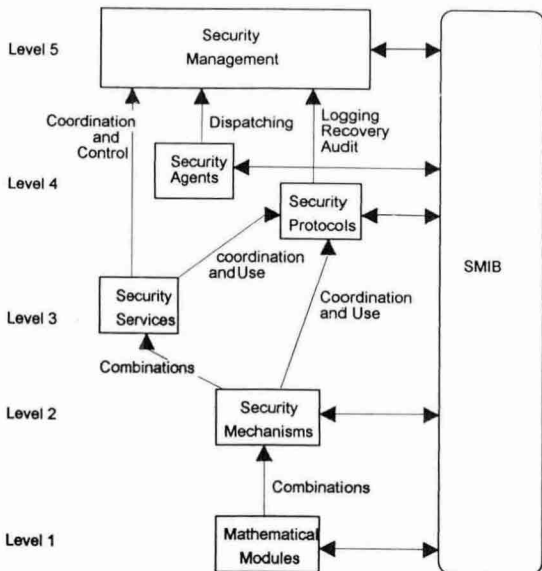 Level 5
Security
Management
Coordination
and
Control
Dispatching
Logging
Recovery
Audit
Level 4
Security
Agents
Security
Protocols
SMIB
coordination
and Use
Coordination
and Use
Level 3
Security
Services
Combinations
Level 2
Security
Mechanisms
Combinations
Level 1
Mathematical
Modules